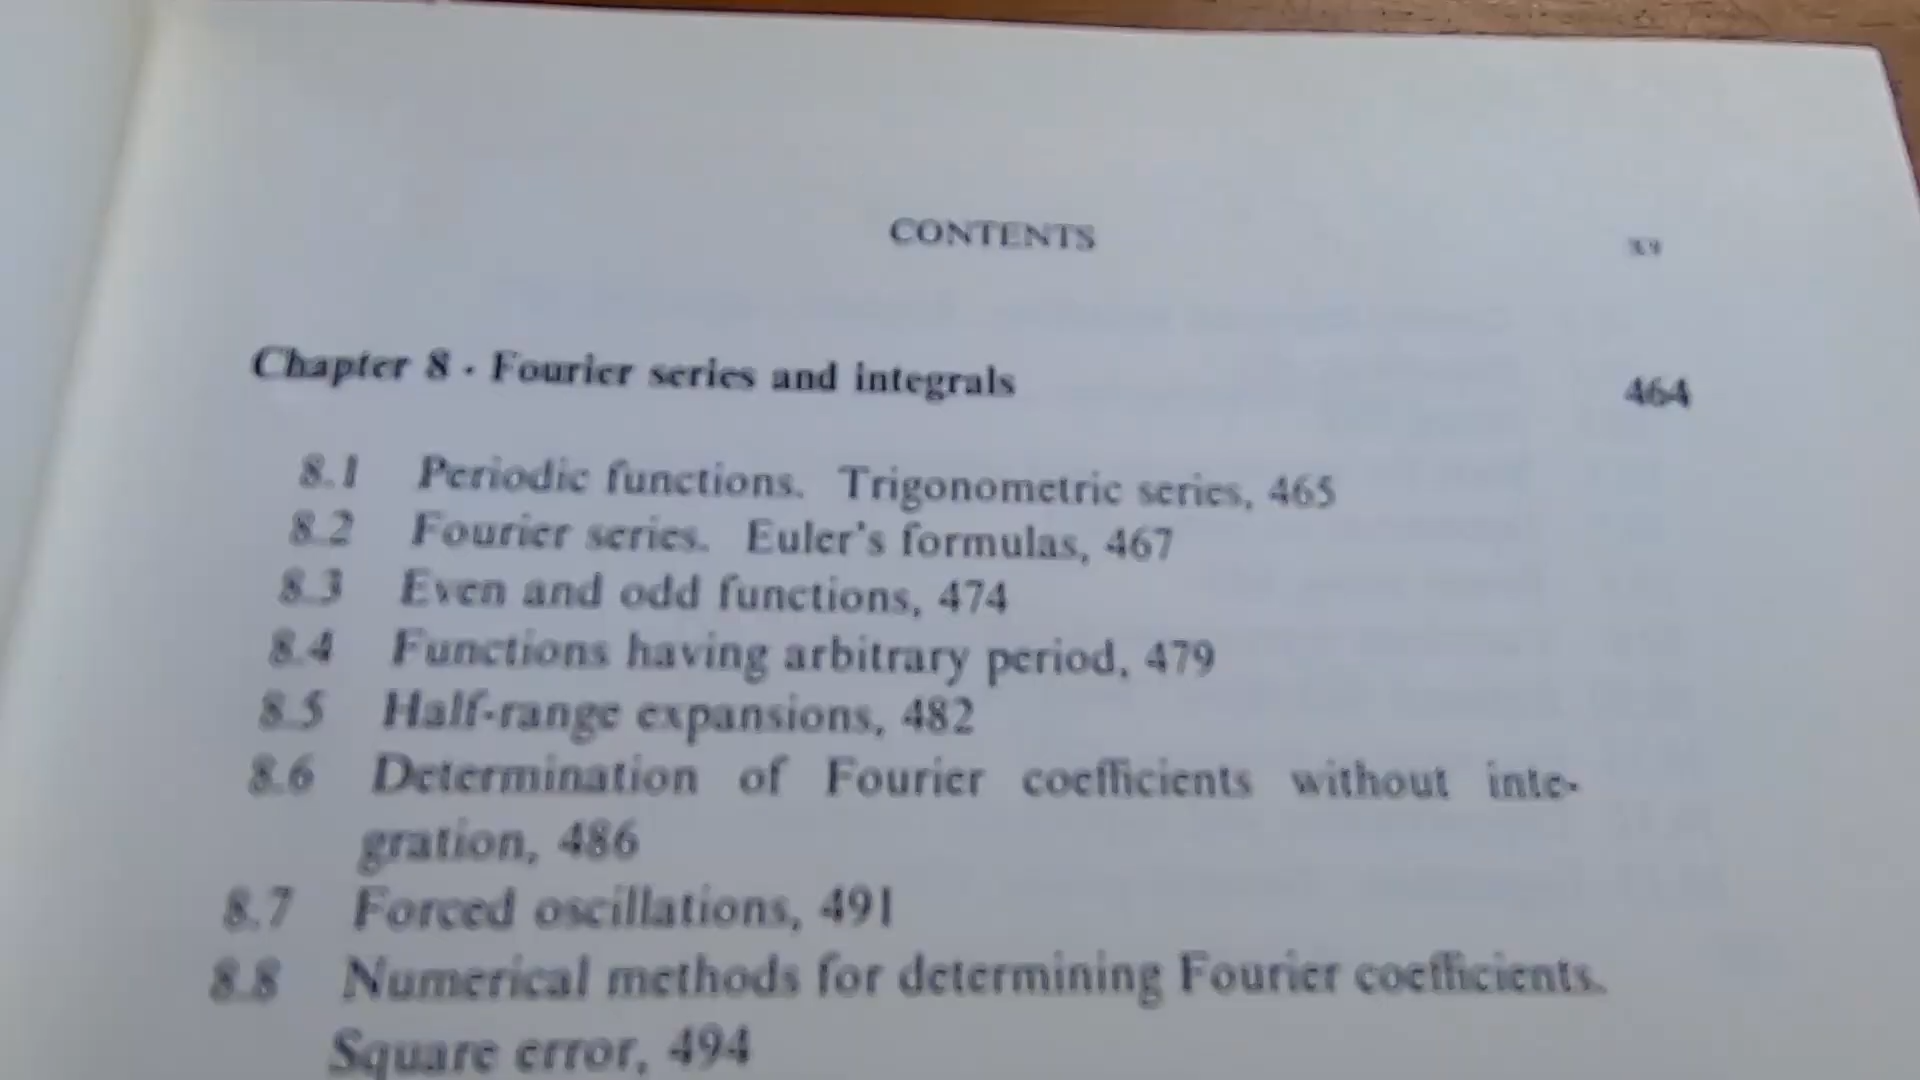 CONTENTS xv
Chapter 8 · Fourier series and integrals 464
8.1 Periodic functions. Trigonometric series, 465
8.2 Fourier series. Euler's formulas, 467
8.3 Even and odd functions, 474
8.4 Functions having arbitrary period, 479
8.5 Half-range expansions, 482
8.6 Determination of Fourier coefficients without inte-
gration, 486
8.7 Forced oscillations, 491
8.8 Numerical methods for determining Fourier coefficients.
Square error, 494